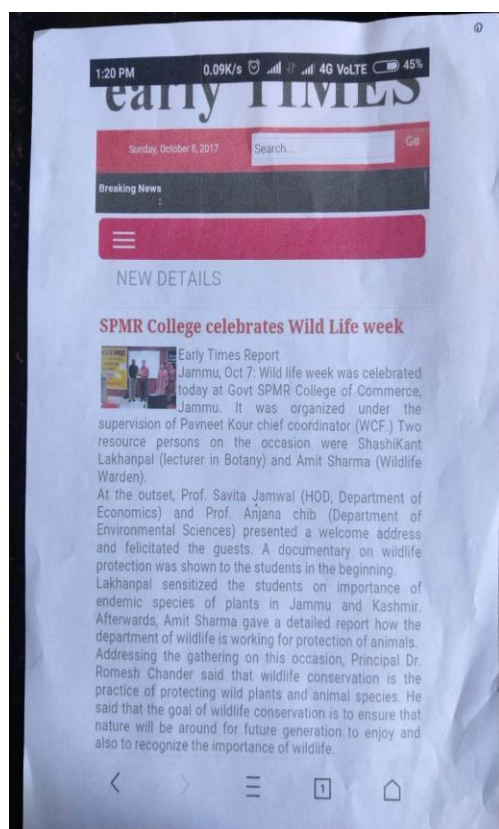 1:20 PM 0.09K/s 4G VoLTE 45%
early TIMES
Sunday, October 8, 2017 Search... Go
Breaking News
:
NEW DETAILS
SPMR College celebrates Wild Life week
Early Times Report
Jammu, Oct 7: Wild life week was celebrated
today at Govt SPMR College of Commerce,
Jammu. It was organized under the
supervision of Pavneet Kour chief coordinator (WCF.) Two
resource persons on the occasion were ShashiKant
Lakhanpal (lecturer in Botany) and Amit Sharma (Wildlife
Warden).
At the outset, Prof. Savita Jamwal (HOD, Department of
Economics) and Prof. Anjana chib (Department of
Environmental Sciences) presented a welcome address
and felicitated the guests. A documentary on wildlife
protection was shown to the students in the beginning.
Lakhanpal sensitized the students on importance of
endemic species of plants in Jammu and Kashmir.
Afterwards, Amit Sharma gave a detailed report how the
department of wildlife is working for protection of animals.
Addressing the gathering on this occasion, Principal Dr.
Romesh Chander said that wildlife conservation is the
practice of protecting wild plants and animal species. He
said that the goal of wildlife conservation is to ensure that
nature will be around for future generation to enjoy and
also to recognize the importance of wildlife.
1